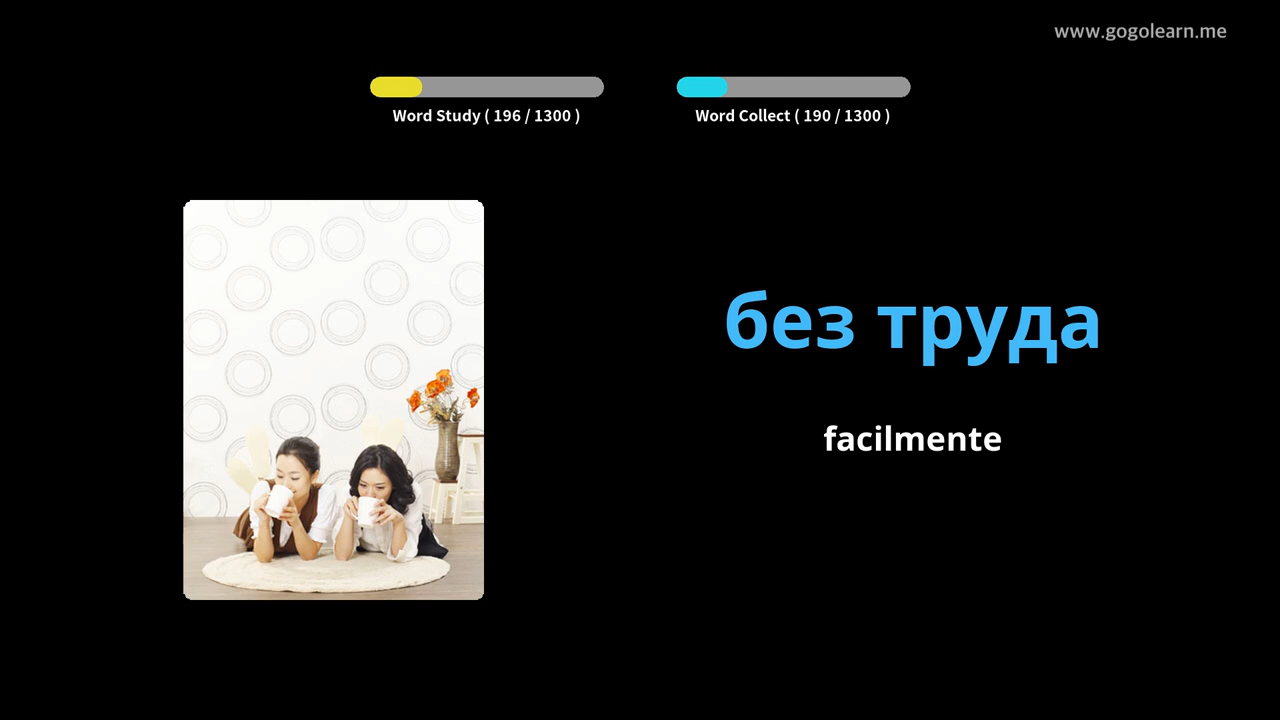 www.gogolearn.me
Word Study ( 196 / 1300 )
Word Collect ( 190 / 1300 )
без труда
facilmente